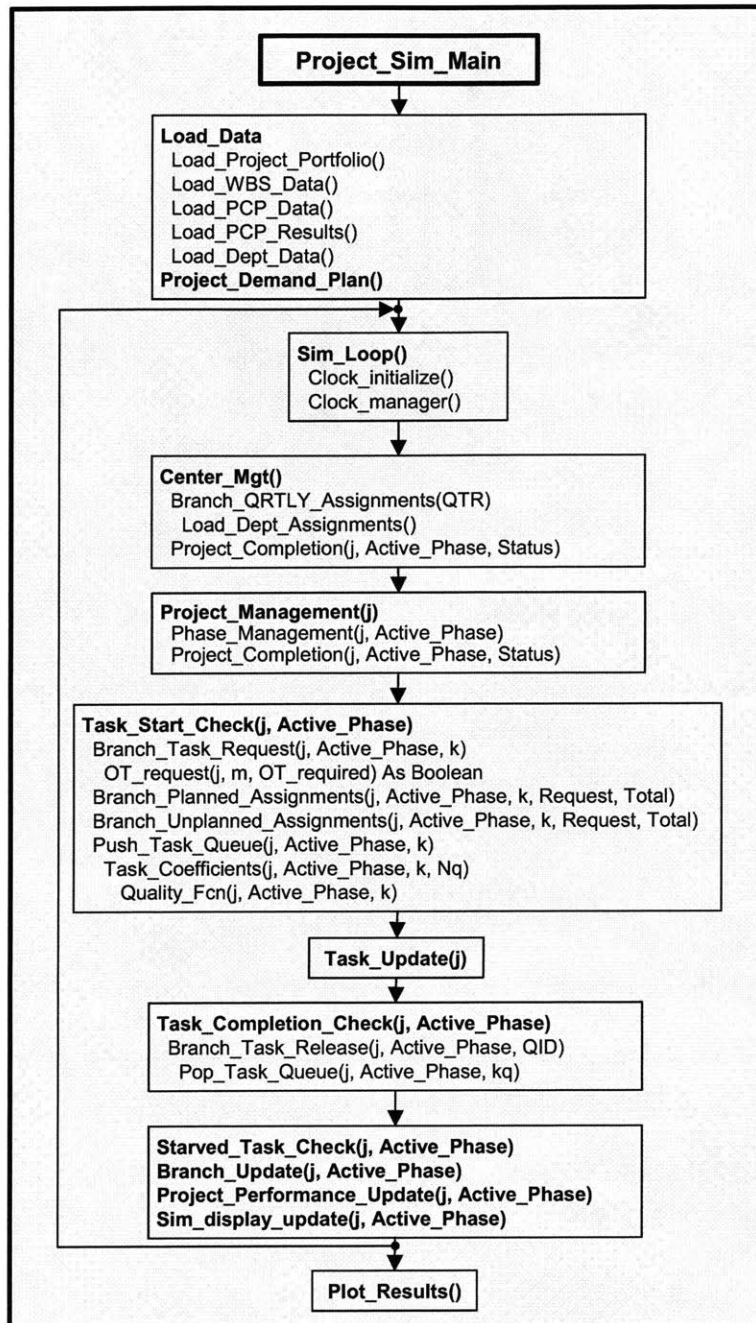 Project_Sim_Main
Load_Data
Load_Project_Portfolio()
Load_WBS_Data()
Load_PCP_Data()
Load_PCP_Results()
Load_Dept_Data()
Project_Demand_Plan()
Sim_Loop()
Clock_initialize()
Clock_manager()
Center_Mgt()
Branch_QRTLY_Assignments(QTR)
Load_Dept_Assignments()
Project_Completion(j, Active_Phase, Status)
Project_Management(j)
Phase_Management(j, Active_Phase)
Project_Completion(j, Active_Phase, Status)
Task_Start_Check(j, Active_Phase)
Branch_Task_Request(j, Active_Phase, k)
OT_request(j, m, OT_required) As Boolean
Branch_Planned_Assignments(j, Active_Phase, k, Request, Total)
Branch_Unplanned_Assignments(j, Active_Phase, k, Request, Total)
Push_Task_Queue(j, Active_Phase, k)
Task_Coefficients(j, Active_Phase, k, Nq)
Quality_Fcn(j, Active_Phase, k)
Task_Update(j)
Task_Completion_Check(j, Active_Phase)
Branch_Task_Release(j, Active_Phase, QID)
Pop_Task_Queue(j, Active_Phase, kq)
Starved_Task_Check(j, Active_Phase)
Branch_Update(j, Active_Phase)
Project_Performance_Update(j, Active_Phase)
Sim_display_update(j, Active_Phase)
Plot_Results()